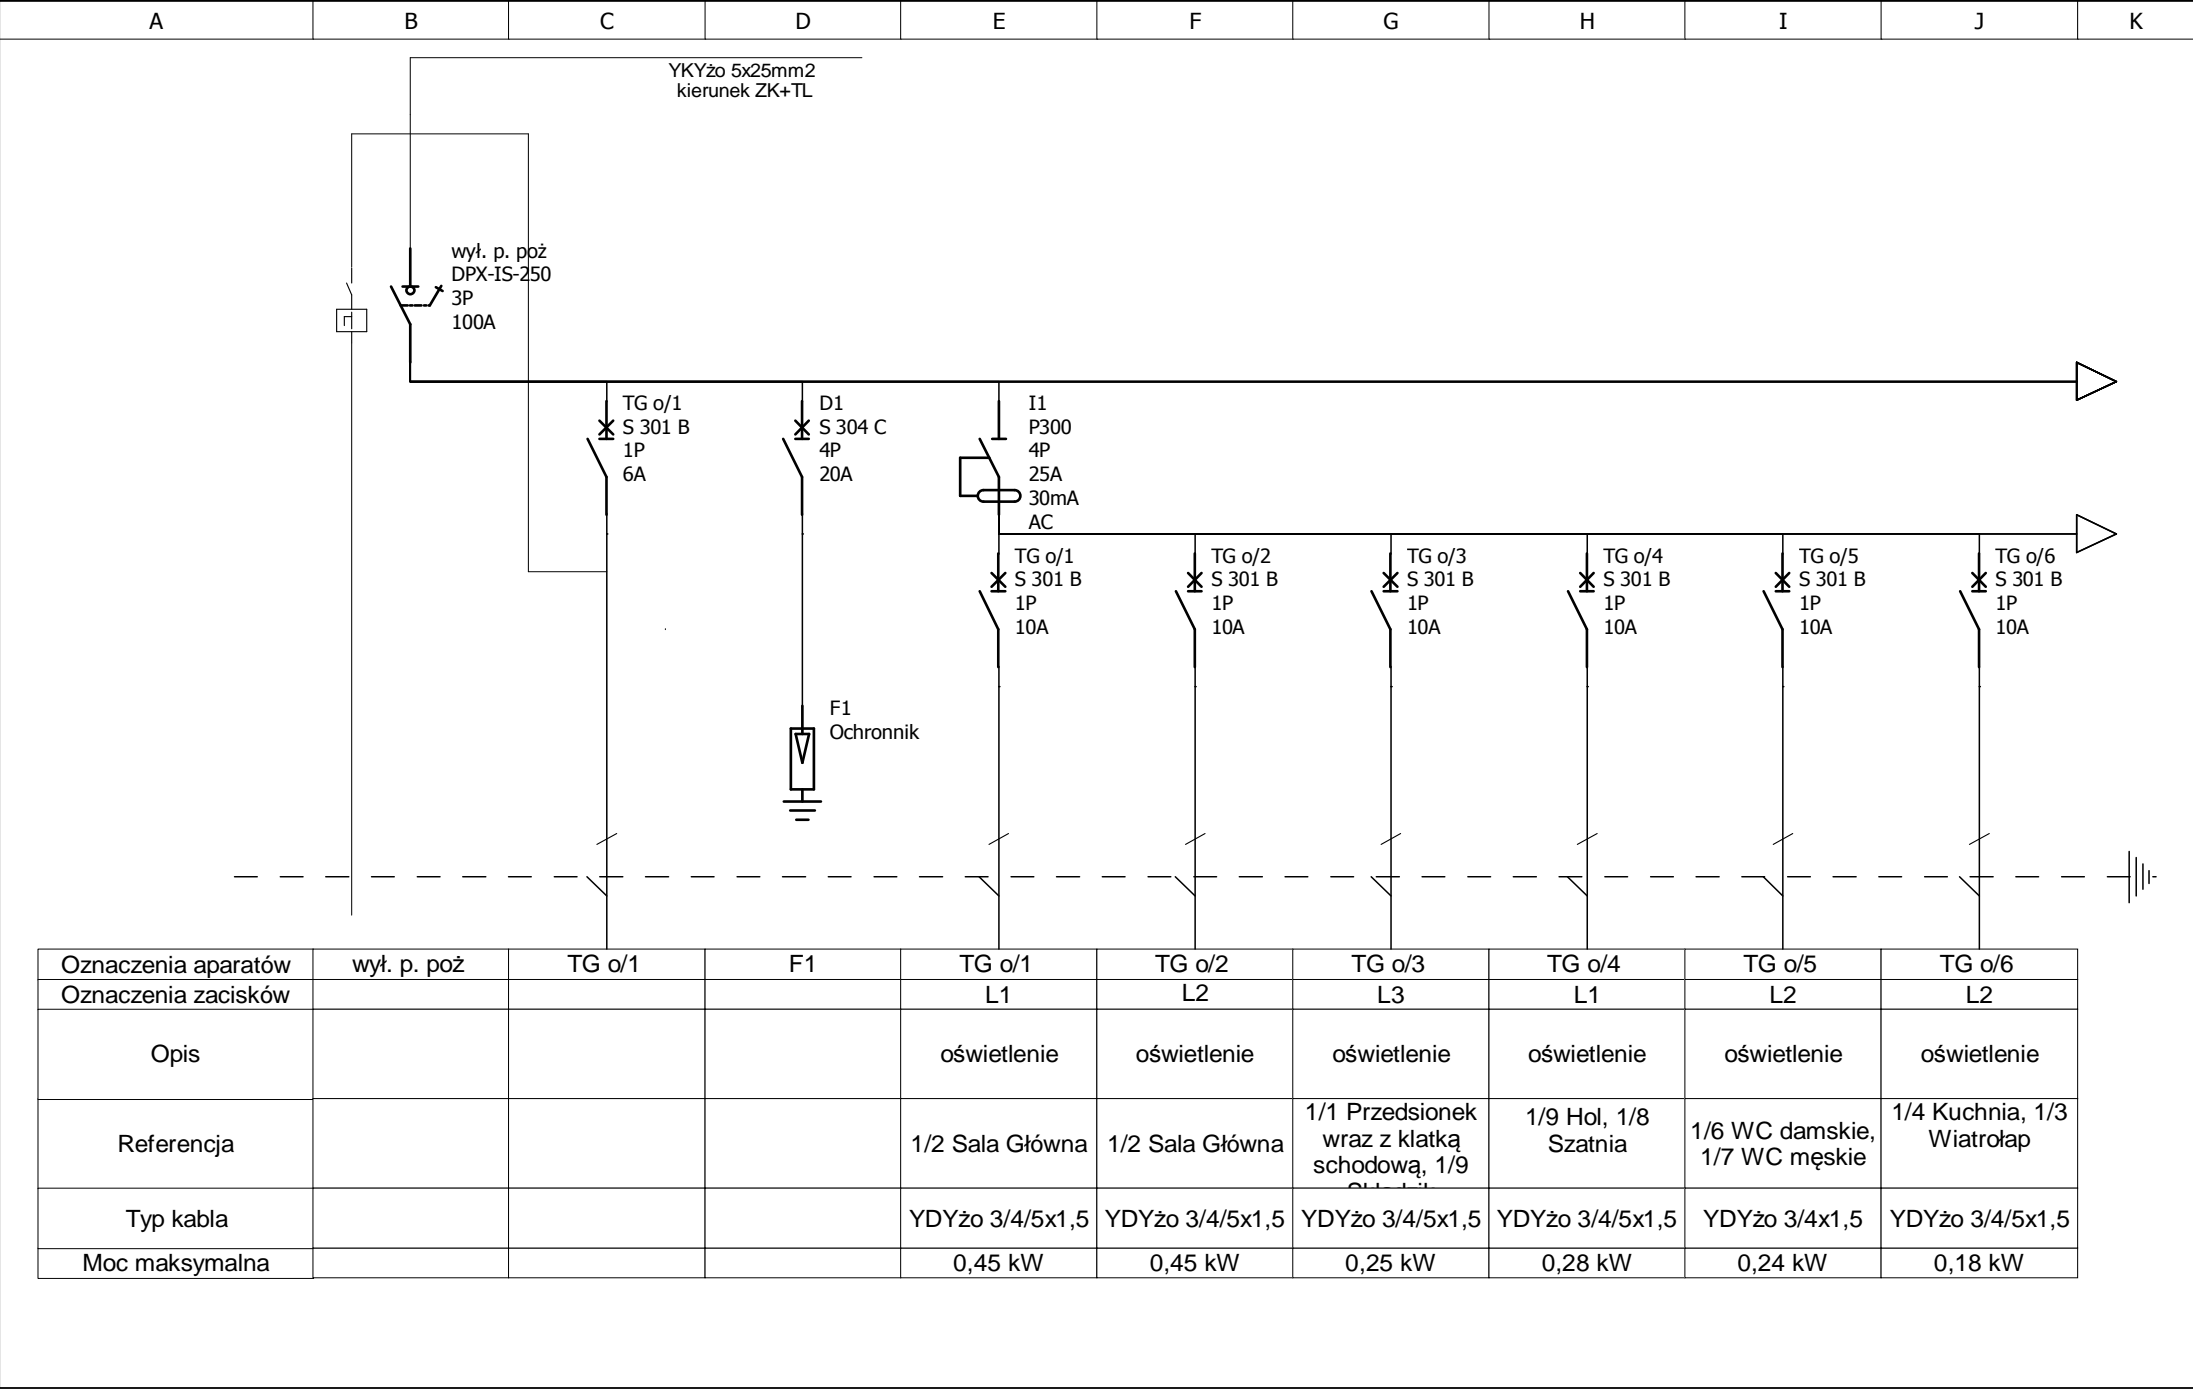 A B C D E F G H I J K
YKYżo 5x25mm2
kierunek ZK+TL
wył. p. poż
DPX-IS-250
3P
100A
TG o/1
S 301 B
1P
6A
D1
S 304 C
4P
20A
I1
P300
4P
25A
30mA
AC
TG o/1
S 301 B
1P
10A
TG o/2
S 301 B
1P
10A
TG o/3
S 301 B
1P
10A
TG o/4
S 301 B
1P
10A
TG o/5
S 301 B
1P
10A
TG o/6
S 301 B
1P
10A
F1
Ochronnik
Oznaczenia aparatów wył. p. poż TG o/1 F1 TG o/1 TG o/2 TG o/3 TG o/4 TG o/5 TG o/6
Oznaczenia zacisków L1 L2 L3 L1 L2 L2
Opis oświetlenie oświetlenie oświetlenie oświetlenie oświetlenie oświetlenie
Referencja
1/2 Sala Główna
1/2 Sala Główna
1/1 Przedsionek
wraz z klatką
schodową, 1/9
1/9 Hol, 1/8
Szatnia
1/6 WC damskie,
1/7 WC męskie
1/4 Kuchnia, 1/3
Wiatrołap
Typ kabla YDYżo 3/4/5x1,5 YDYżo 3/4/5x1,5 YDYżo 3/4/5x1,5 YDYżo 3/4/5x1,5 YDYżo 3/4x1,5 YDYżo 3/4/5x1,5
Moc maksymalna 0,45 kW 0,45 kW 0,25 kW 0,28 kW 0,24 kW 0,18 kW